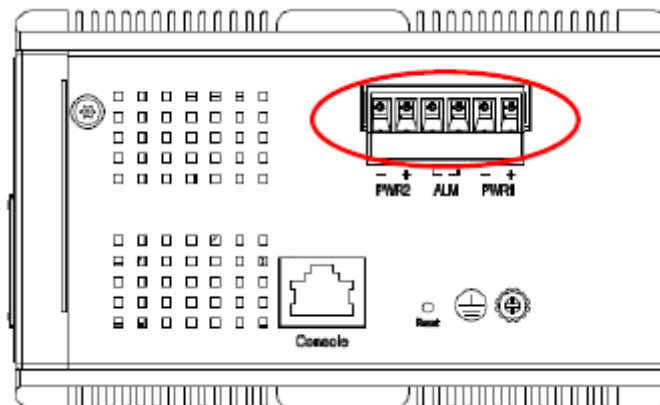 - + - +
PWR2 ALM PWR1
Console
Reset